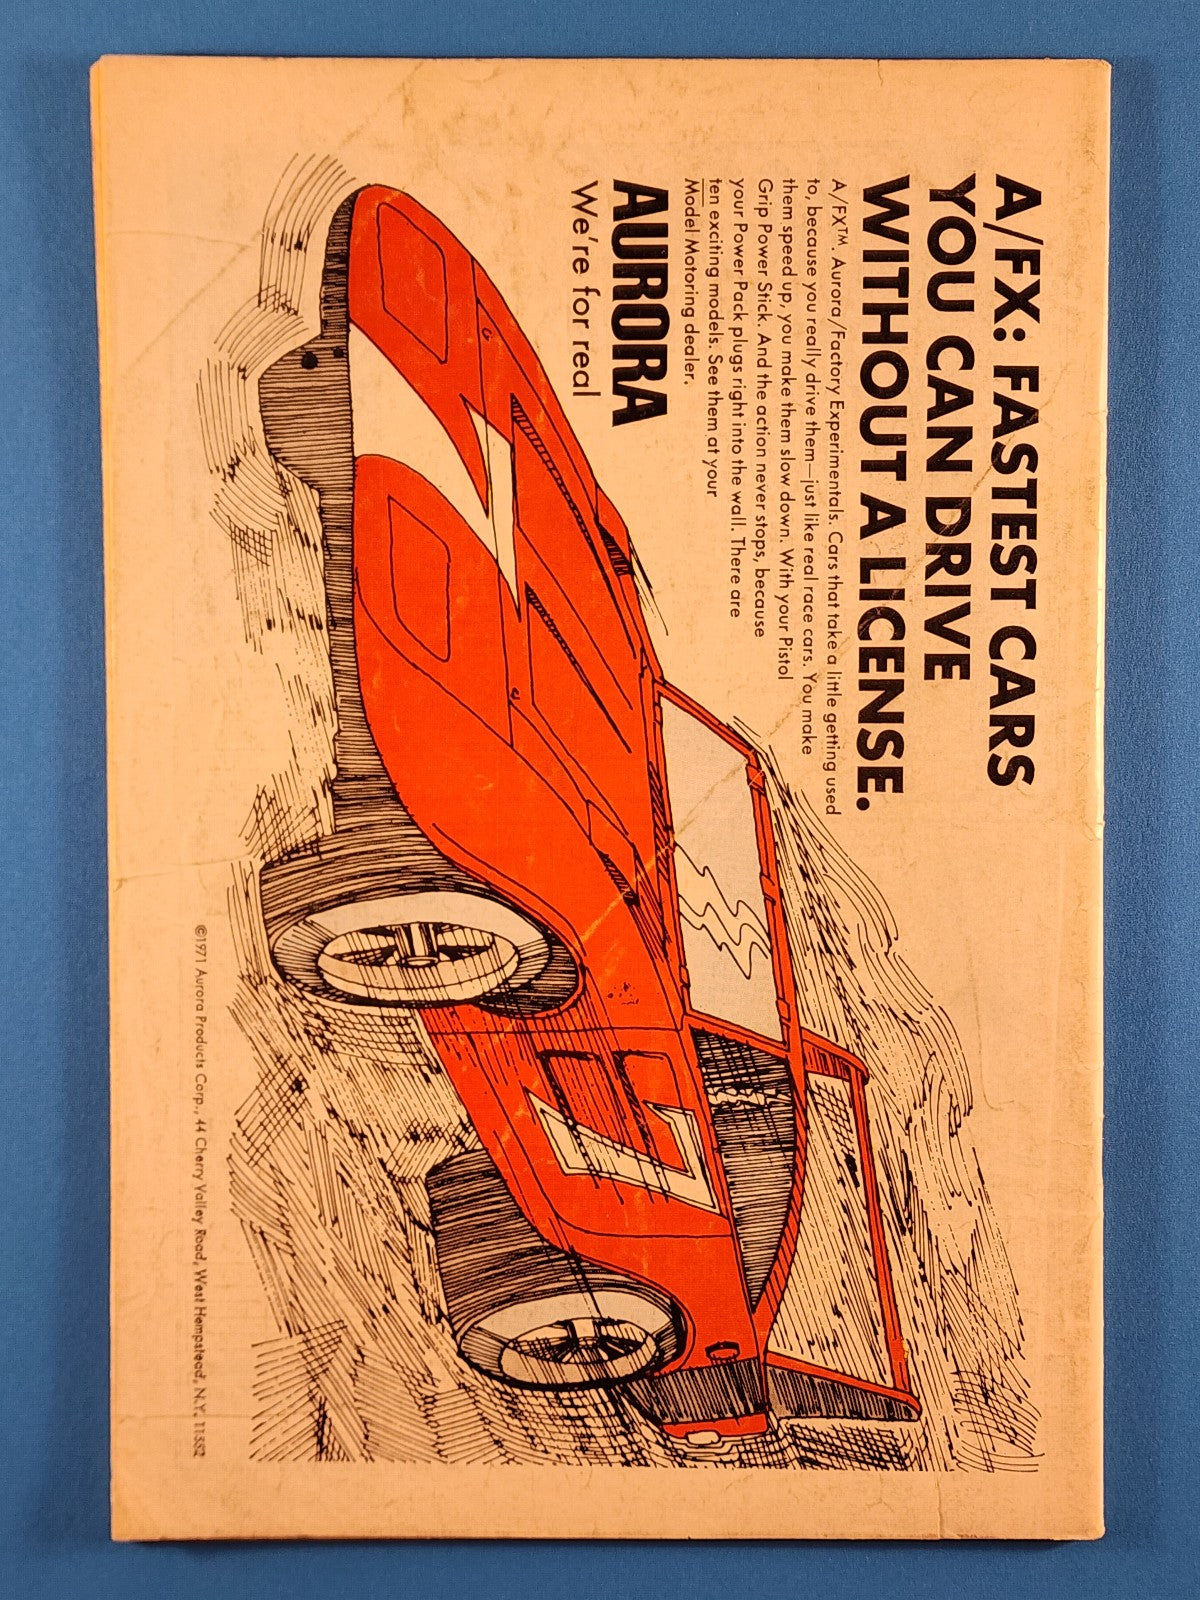 A/FX: FASTEST CARS
YOU CAN DRIVE
WITHOUT A LICENSE.
A/FX™. Aurora/Factory Experimentals. Cars that take a little getting used
to, because you really drive them—just like real race cars. You make
them speed up, you make them slow down. With your Pistol
Grip Power Stick. And the action never stops, because
your Power Pack plugs right into the wall. There are
ten exciting models. See them at your
Model Motoring dealer.
AURORA
We're for real
©1971 Aurora Products Corp., 44 Cherry Valley Road, West Hempstead, N.Y. 11552